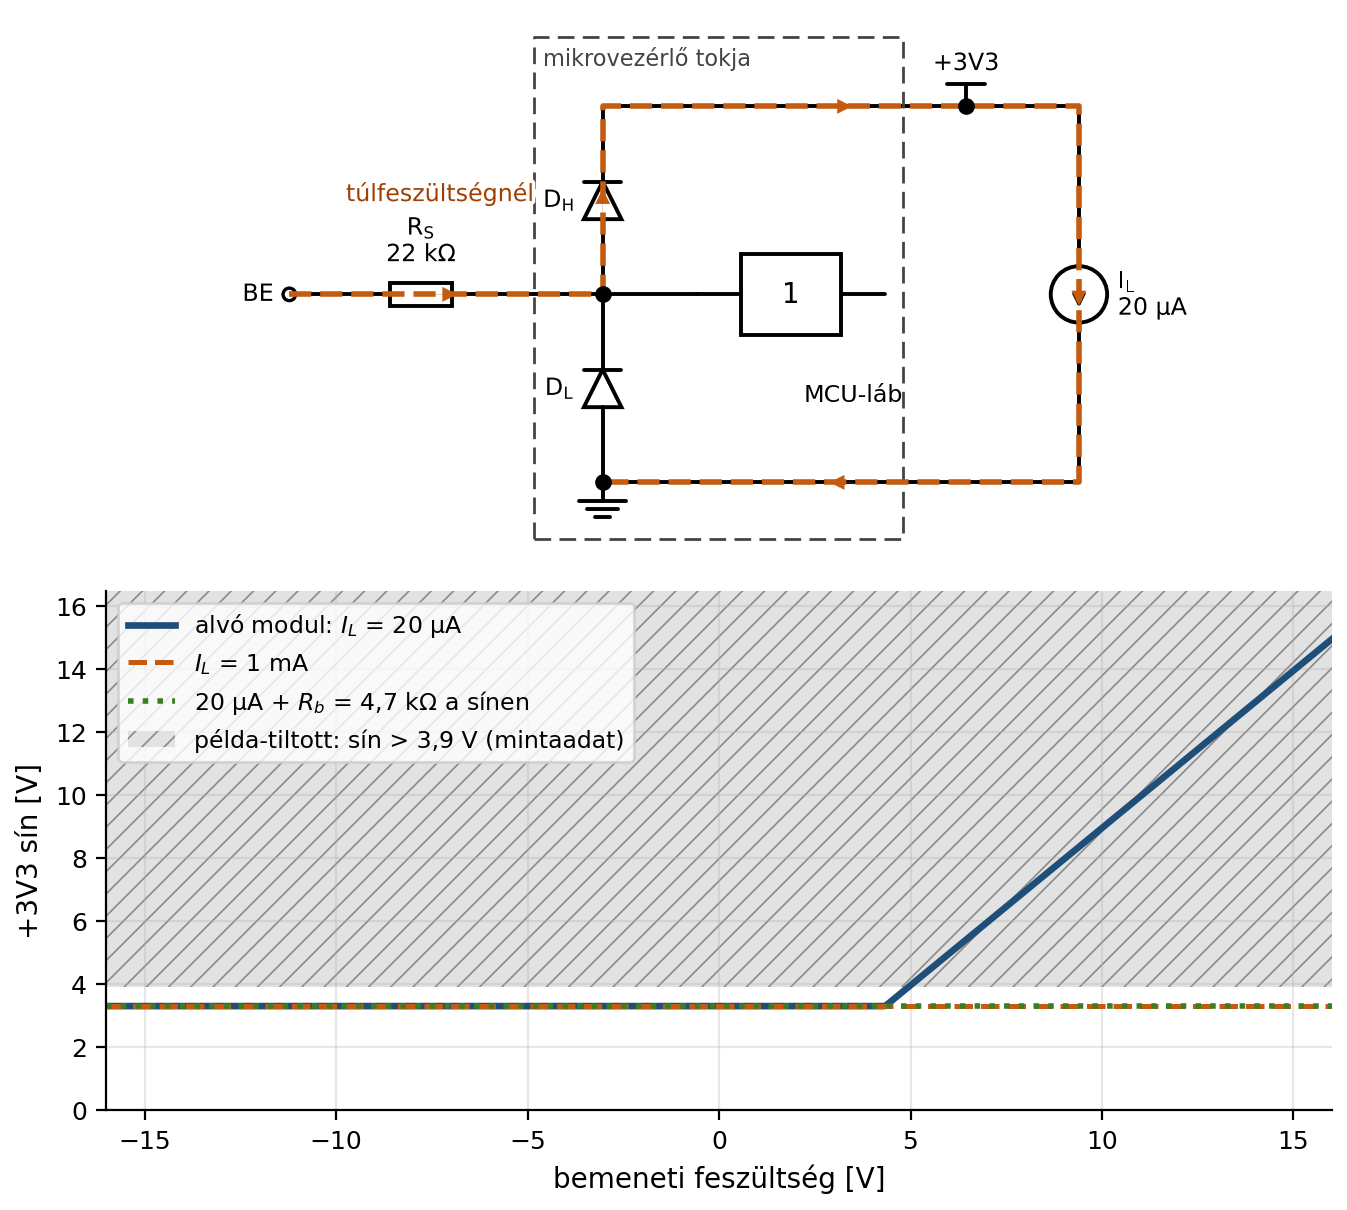 mikrovezérlő tokja
+3V3
túlfeszültségnél
D_H
R_S
22 kΩ
BE
1
I_L
20 µA
D_L
MCU-láb
16
14
12
10
8
6
4
2
0
+3V3 sín [V]
alvó modul: I_L = 20 µA
I_L = 1 mA
20 µA + R_b = 4,7 kΩ a sínen
példa-tiltott: sín > 3,9 V (mintaadat)
−15
−10
−5
0
5
10
15
bemeneti feszültség [V]